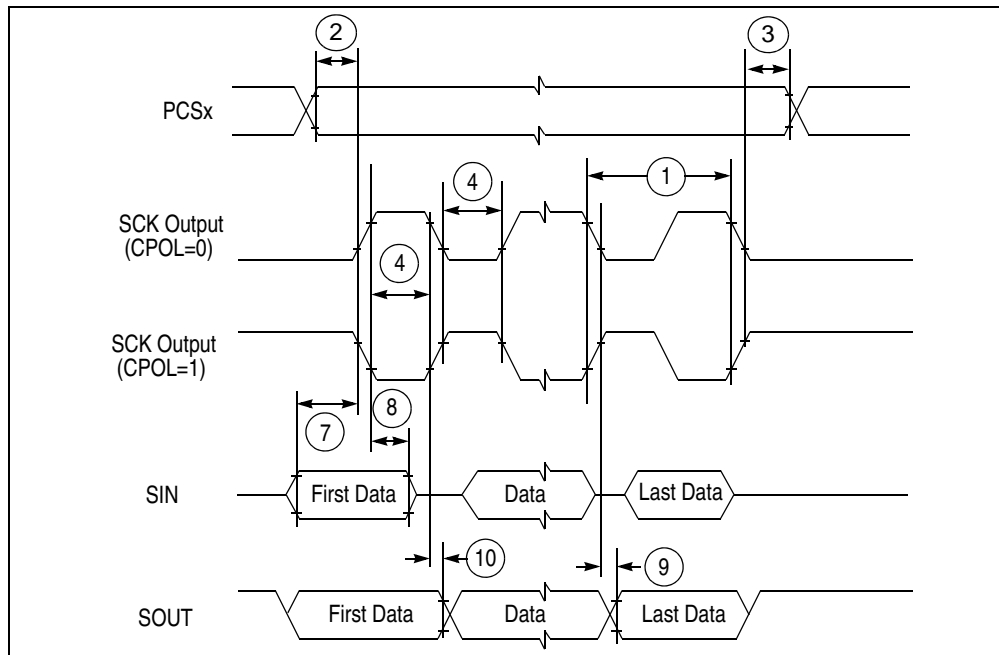 2
3
PCSx
1
4
SCK Output
(CPOL=0)
4
SCK Output
(CPOL=1)
7
8
SIN
First Data
Data
Last Data
10
9
SOUT
First Data
Data
Last Data